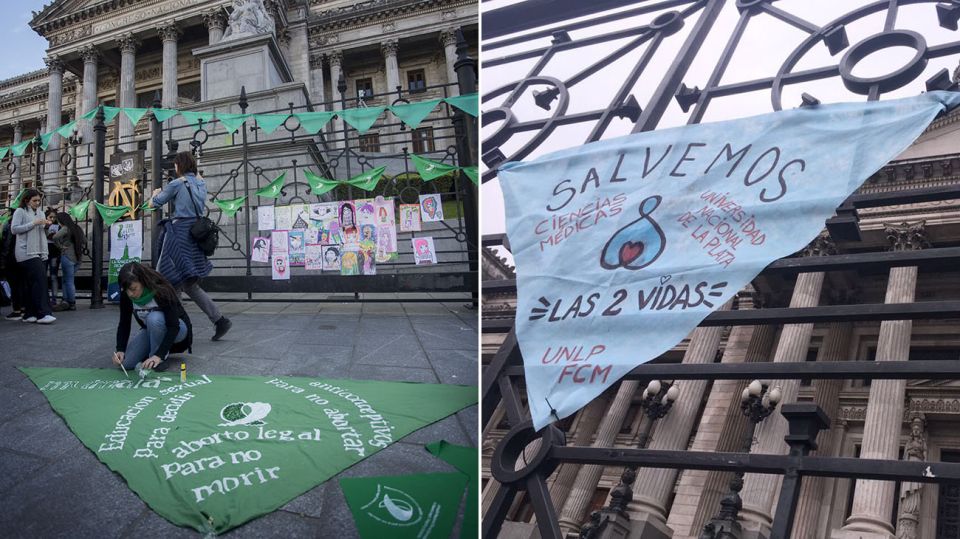 Educación sexual
Para decidir
anticonceptivos
Para no abortar
aborto legal
Para no
morir
SALVEMOS
CIENCIAS
MÉDICAS
UNIVERSIDAD
NACIONAL
DE LA PLATA
LAS 2 VIDAS
UNLP
FCM